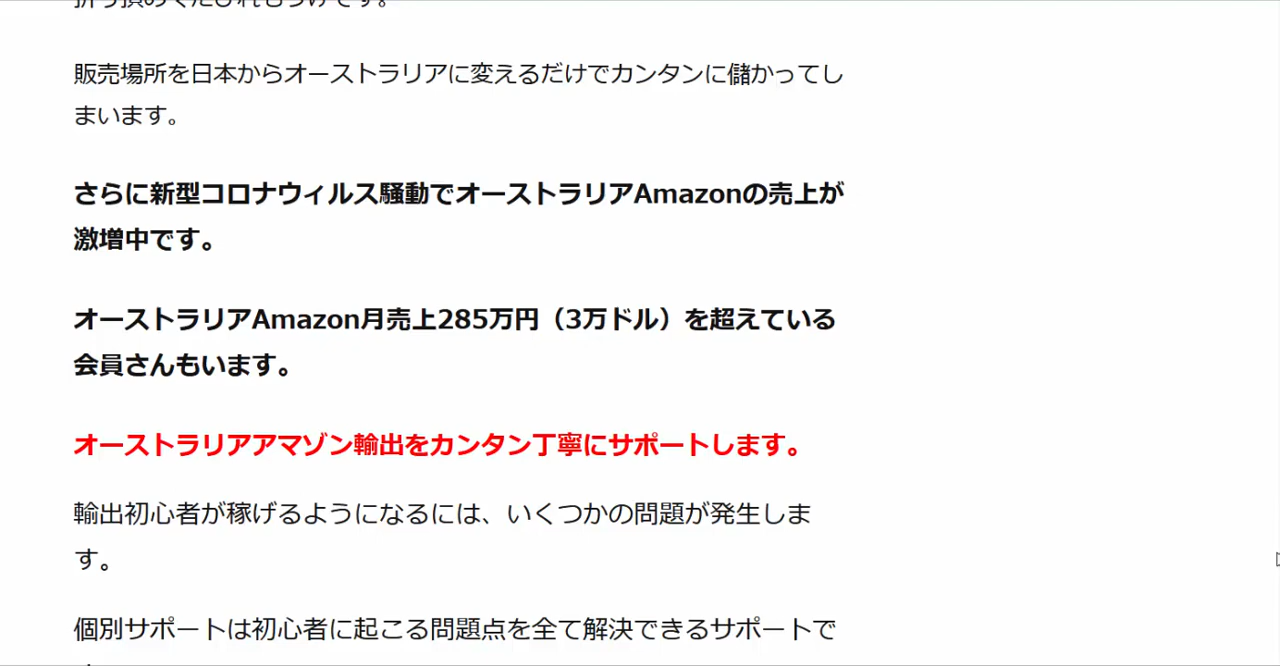 販売場所を日本からオーストラリアに変えるだけでカンタンに儲かってし
まいます。
さらに新型コロナウィルス騒動でオーストラリアAmazonの売上が
激増中です。
オーストラリアAmazon月売上285万円（3万ドル）を超えている
会員さんもいます。
オーストラリアアマゾン輸出をカンタン丁寧にサポートします。
輸出初心者が稼げるようになるには、いくつかの問題が発生しま
す。
個別サポートは初心者に起こる問題点を全て解決できるサポートで